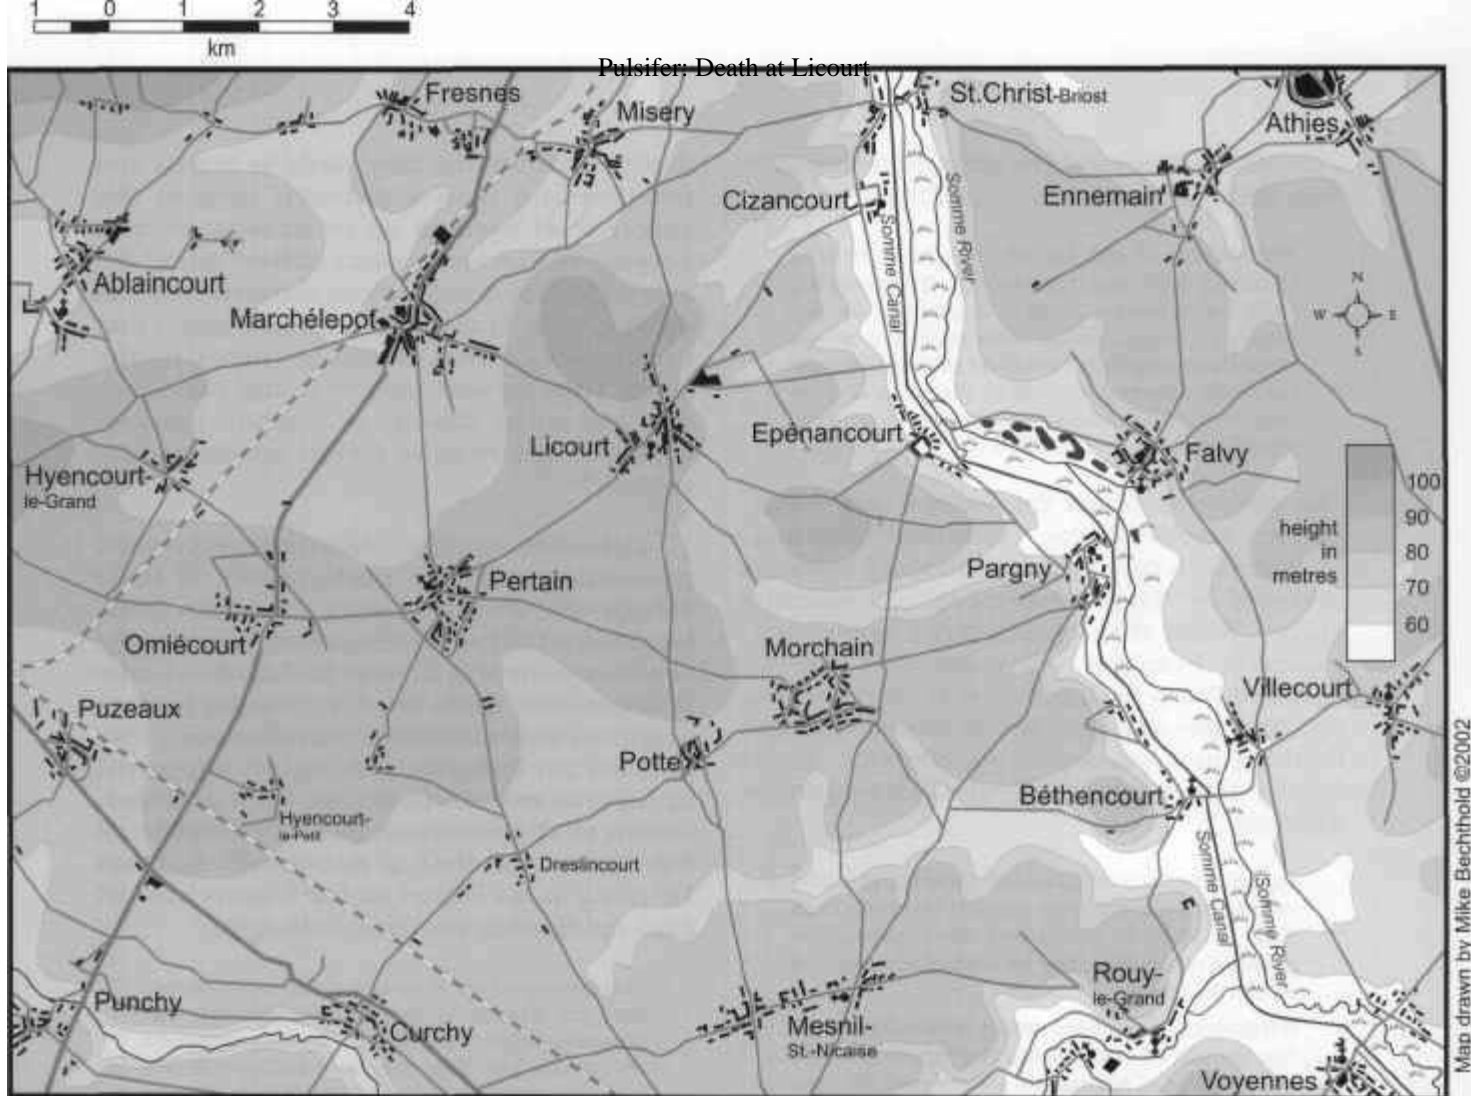 1 0 1 2 3 4
km
Pulsifer: Death at Licourt
Fresnes
Misery
St.Christ-Briost
Athies
Cizancourt
Ennemain
Somme River
Somme Canal
Ablaincourt
Marchélepot
N
W E
S
Licourt
Epénancourt
Falvy
Hyencourt-
le-Grand
height
in
metres
100
90
80
70
60
Pargny
Pertain
Omiécourt
Morchain
Villecourt
Puzeaux
Potte
Béthencourt
Hyencourt-
le-Petit
Dreslincourt
Somme Canal
Somme River
Punchy
Curchy
Mesnil-
St.-Nicaise
Rouy-
le-Grand
Voyennes
Map drawn by Mike Bechthold ©2002